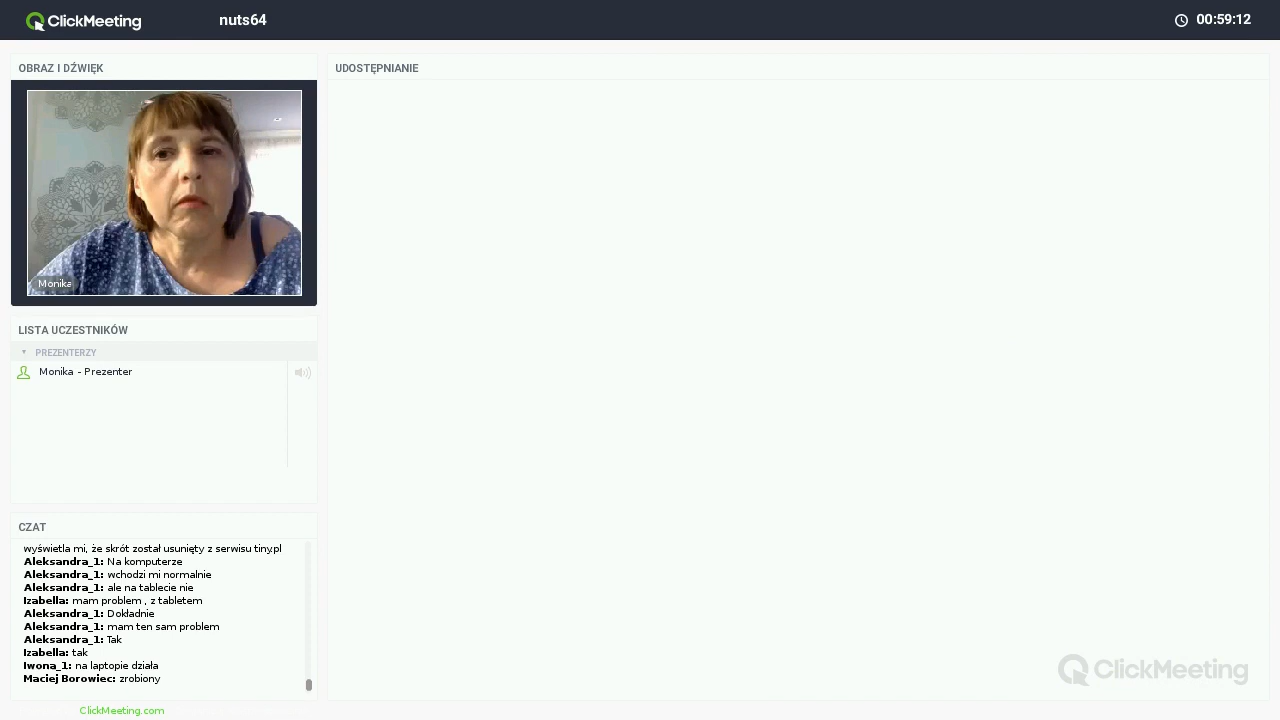 ClickMeeting
nuts64
00:59:12
OBRAZ I DŹWIĘK
Monika
LISTA UCZESTNIKÓW
PREZENTERZY
Monika - Prezenter
CZAT
wyświetla mi, że skrót został usunięty z serwisu tiny.pl
Aleksandra_1: Na komputerze
Aleksandra_1: wchodzi mi normalnie
Aleksandra_1: ale na tablecie nie
Izabella: mam problem , z tabletem
Aleksandra_1: Dokładnie
Aleksandra_1: mam ten sam problem
Aleksandra_1: Tak
Izabella: tak
Iwona_1: na laptopie działa
Maciej Borowiec: zrobiony
ClickMeeting.com
UDOSTĘPNIANIE
ClickMeeting